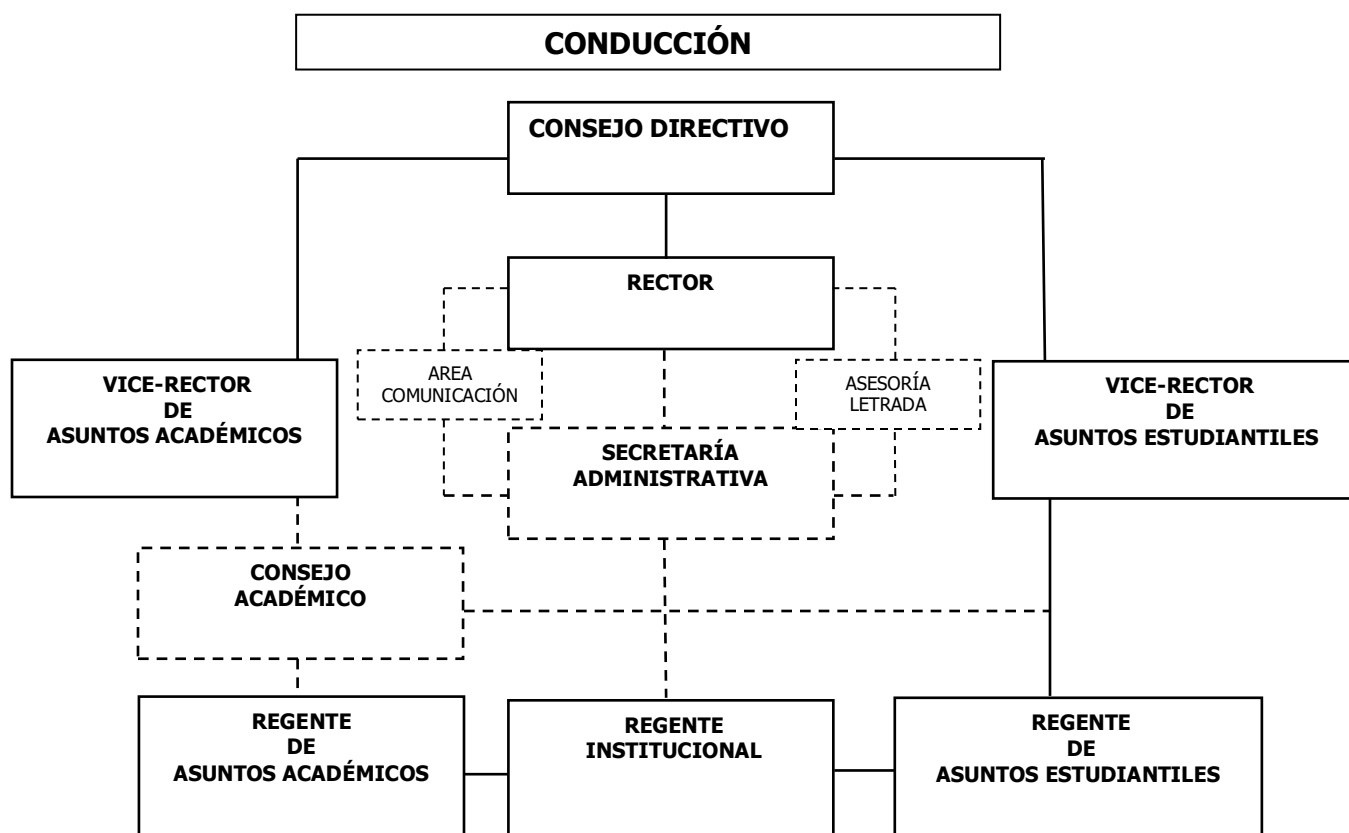 CONDUCCIÓN
CONSEJO DIRECTIVO
RECTOR
VICE-RECTOR
DE
ASUNTOS ACADÉMICOS
AREA
COMUNICACIÓN
ASESORÍA
LETRADA
VICE-RECTOR
DE
ASUNTOS ESTUDIANTILES
SECRETARÍA
ADMINISTRATIVA
CONSEJO
ACADÉMICO
REGENTE
DE
ASUNTOS ACADÉMICOS
REGENTE
INSTITUCIONAL
REGENTE
DE
ASUNTOS ESTUDIANTILES